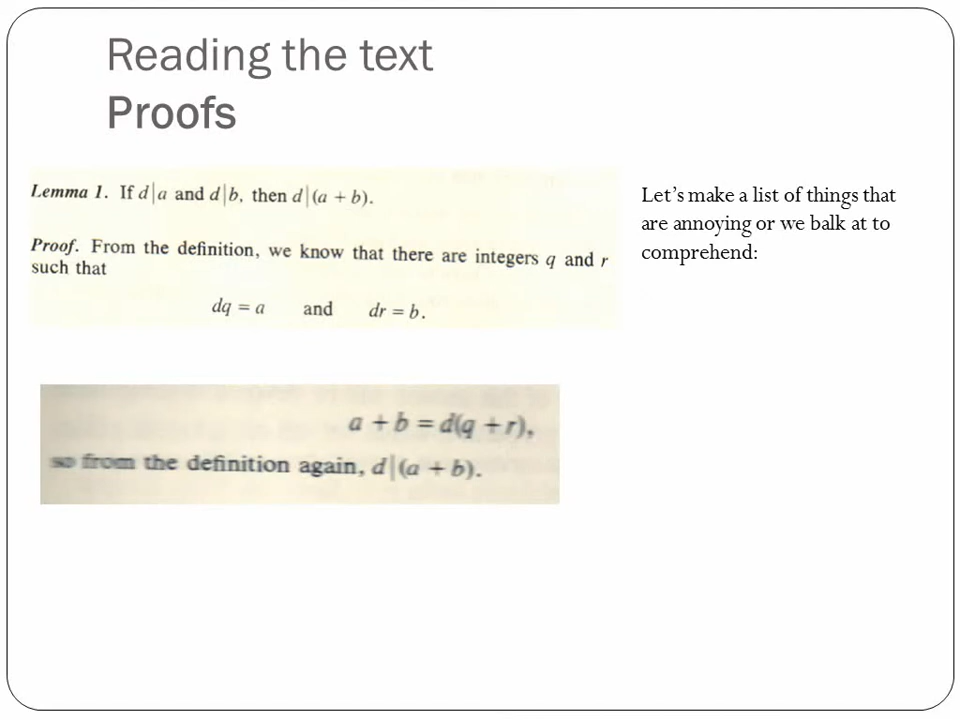 Reading the text
Proofs
Lemma 1. If d|a and d|b, then d|(a + b).
Proof. From the definition, we know that there are integers q and r
such that
dq = a and dr = b.
a + b = d(q + r),
so from the definition again, d|(a + b).
Let's make a list of things that
are annoying or we balk at to
comprehend: